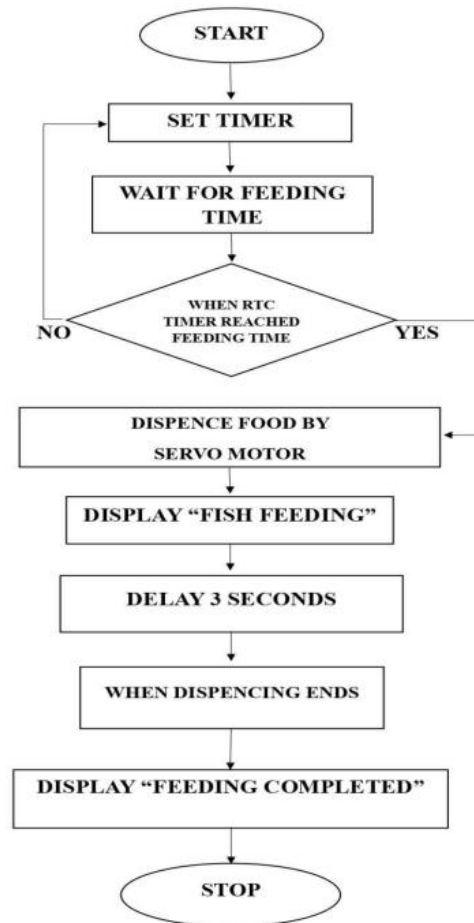 START
SET TIMER
WAIT FOR FEEDING
TIME
WHEN RTC
TIMER REACHED
FEEDING TIME
NO
YES
DISPENCE FOOD BY
SERVO MOTOR
DISPLAY “FISH FEEDING”
DELAY 3 SECONDS
WHEN DISPENCING ENDS
DISPLAY “FEEDING COMPLETED”
STOP